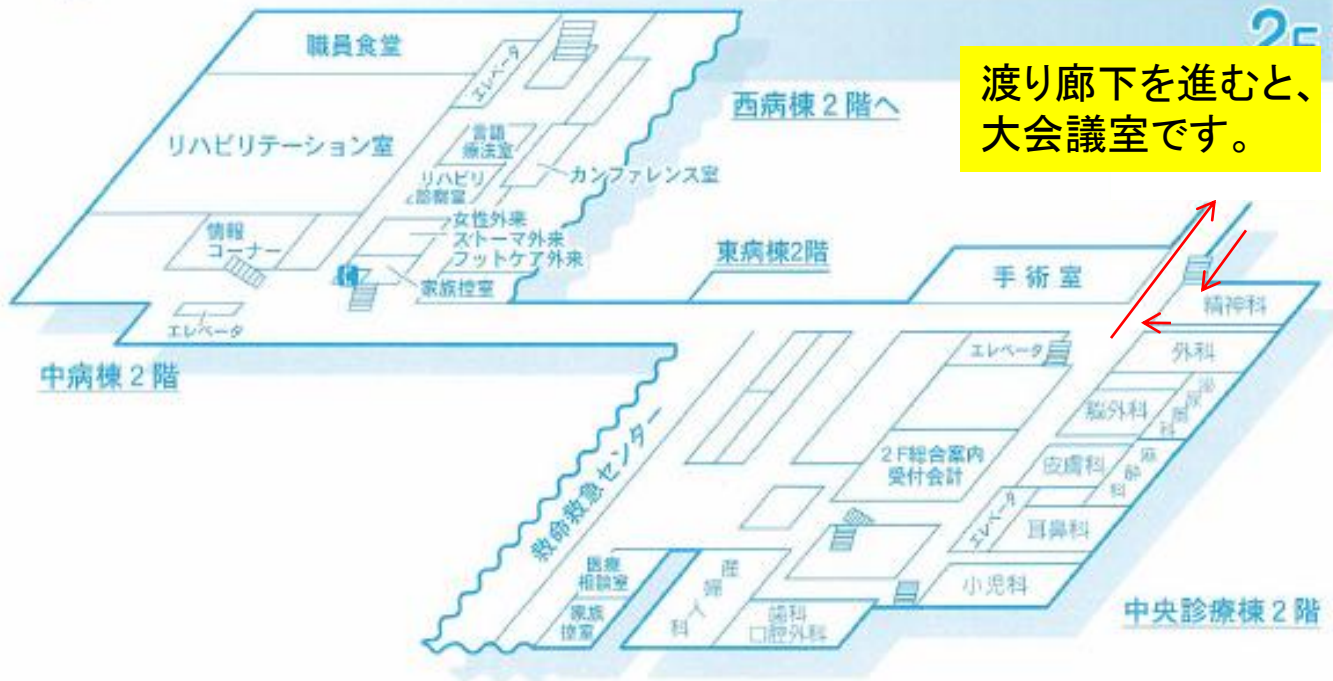 2F
渡り廊下を進むと、
大会議室です。
職員食堂
エレベータ
西病棟2階へ
リハビリテーション室
言語
療法室
カンファレンス室
リハビリ
診察室
女性外来
ストーマ外来
フットケア外来
情報
コーナー
家族控室
東病棟2階
手術室
精神科
エレベータ
中病棟2階
エレベータ
外科
脳外科
泌尿器科
救命救急センター
2F総合案内
受付会計
皮膚科
麻酔科
エレベータ
耳鼻科
医療
相談室
産婦人科
小児科
家族
控室
歯科
口腔外科
中央診療棟2階